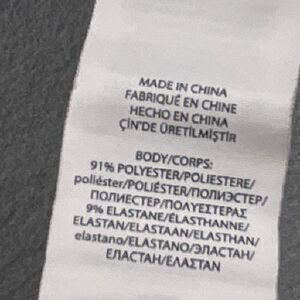 MADE IN CHINA
FABRIQUÉ EN CHINE
HECHO EN CHINA
ÇİN'DE ÜRETİLMİŞTİR
BODY/CORPS:
91% POLYESTER/POLIESTERE/
poliéster/POLIÉSTER/ПОЛИЭСТЕР/
ПОЛИЕСТЕР/ΠΟΛΥΕΣΤΕΡΑΣ
9% ELASTANE/ÉLASTHANNE/
ELASTAN/ELASTAAN/ELASTHAN/
elastano/ELASTANO/ЭЛАСТАН/
ЕЛАСТАН/ΕΛΑΣΤΑΝ